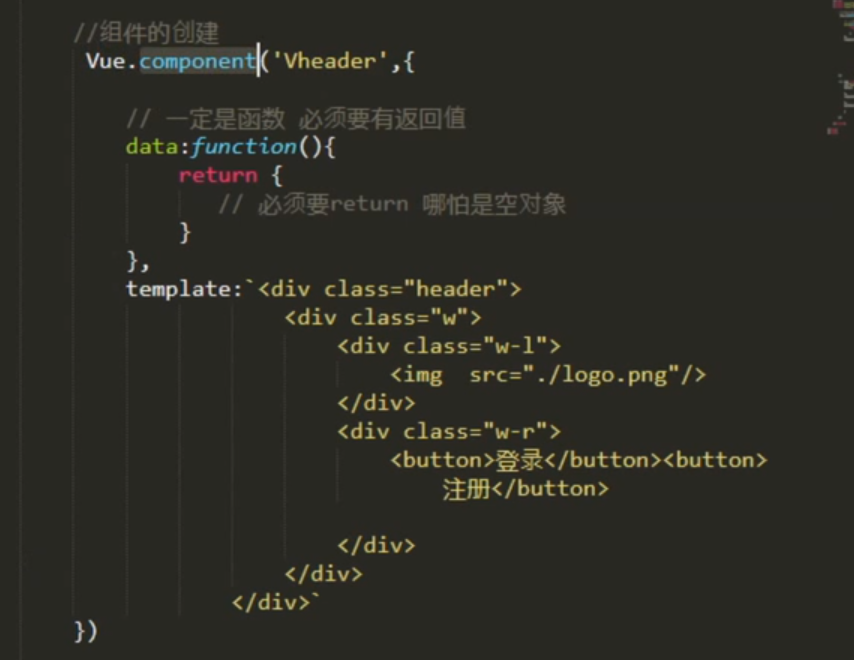 //组件的创建
Vue.component('Vheader',{
// 一定是函数 必须要有返回值
data:function(){
return {
// 必须要return 哪怕是空对象
}
},
template:`<div class="header">
<div class="w">
<div class="w-l">
<img  src="./logo.png"/>
</div>
<div class="w-r">
<button>登录</button><button>
注册</button>
</div>
</div>
</div>`
})